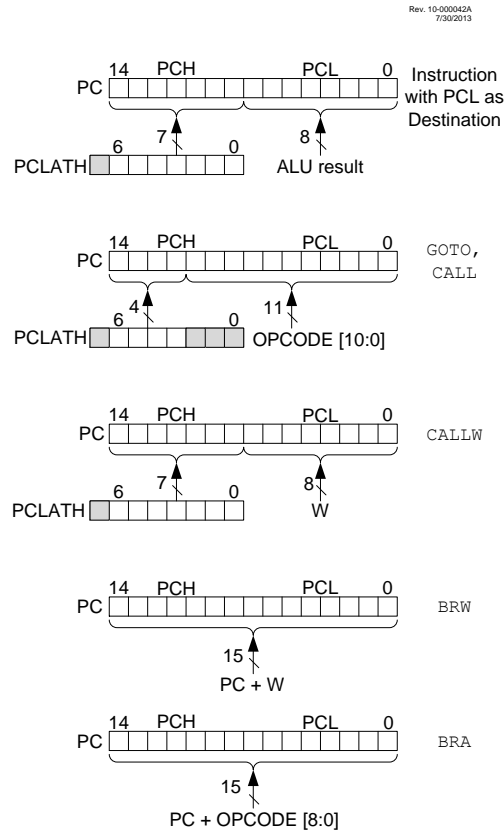 Rev. 10-000042A
7/30/2013
14 PCH PCL 0
PC
Instruction
with PCL as
Destination
7 8
6 0
PCLATH
ALU result
14 PCH PCL 0
PC
GOTO,
CALL
4 11
6 0
PCLATH
OPCODE [10:0]
14 PCH PCL 0
PC
CALLW
7 8
6 0
PCLATH
W
14 PCH PCL 0
PC
BRW
15
PC + W
14 PCH PCL 0
PC
BRA
15
PC + OPCODE [8:0]